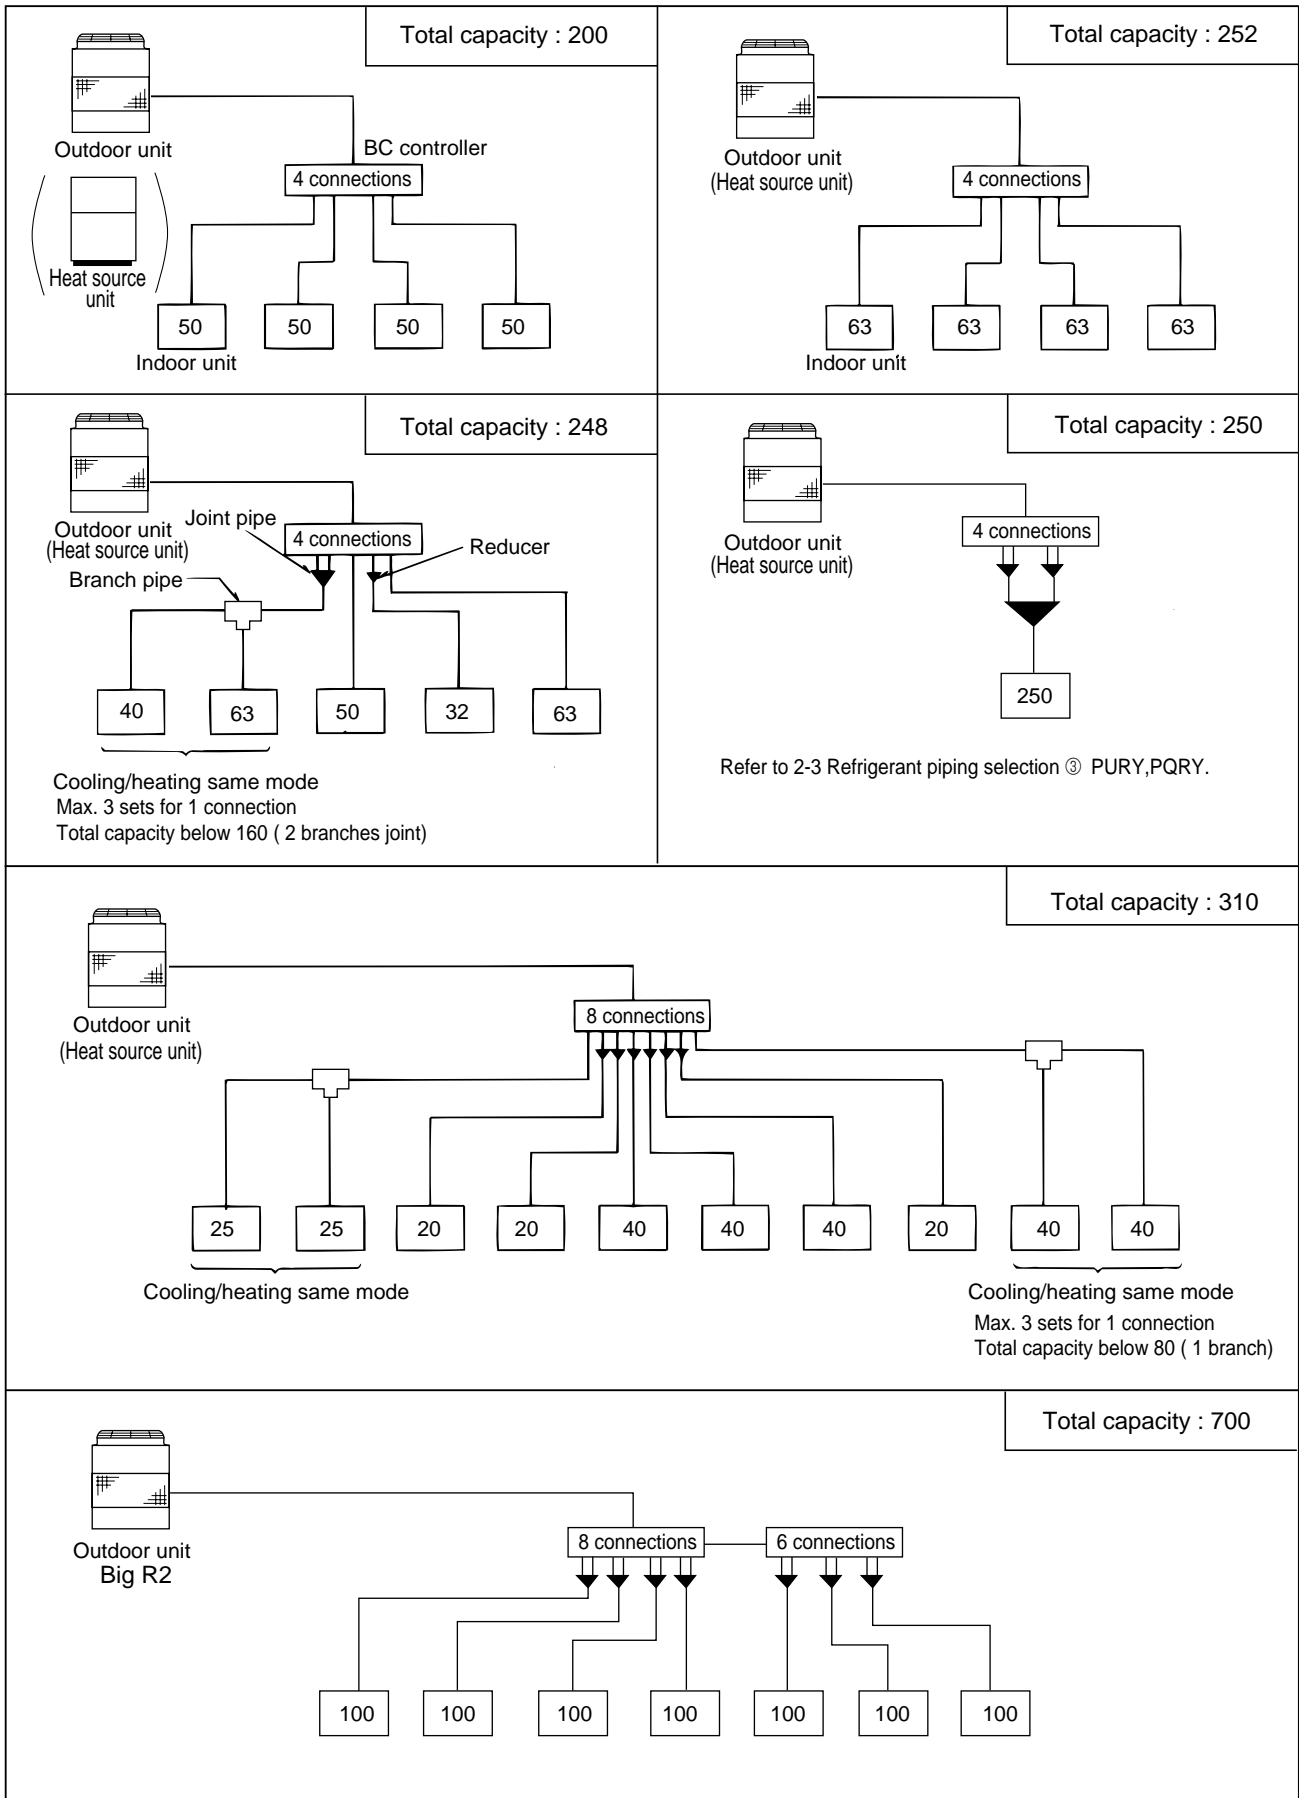 Total capacity : 200
Outdoor unit
BC controller
4 connections
Heat source
unit
50 50 50 50
Indoor unit
Total capacity : 252
Outdoor unit
(Heat source unit)
4 connections
63 63 63 63
Indoor unit
Total capacity : 248
Outdoor unit
(Heat source unit)
Joint pipe
4 connections
Reducer
Branch pipe
40 63 50 32 63
Cooling/heating same mode
Max. 3 sets for 1 connection
Total capacity below 160 ( 2 branches joint)
Total capacity : 250
Outdoor unit
(Heat source unit)
4 connections
250
Refer to 2-3 Refrigerant piping selection ③ PURY,PQRY.
Total capacity : 310
Outdoor unit
(Heat source unit)
8 connections
25 25 20 20 40 40 40 20 40 40
Cooling/heating same mode
Cooling/heating same mode
Max. 3 sets for 1 connection
Total capacity below 80 ( 1 branch)
Total capacity : 700
Outdoor unit
Big R2
8 connections
6 connections
100 100 100 100 100 100 100